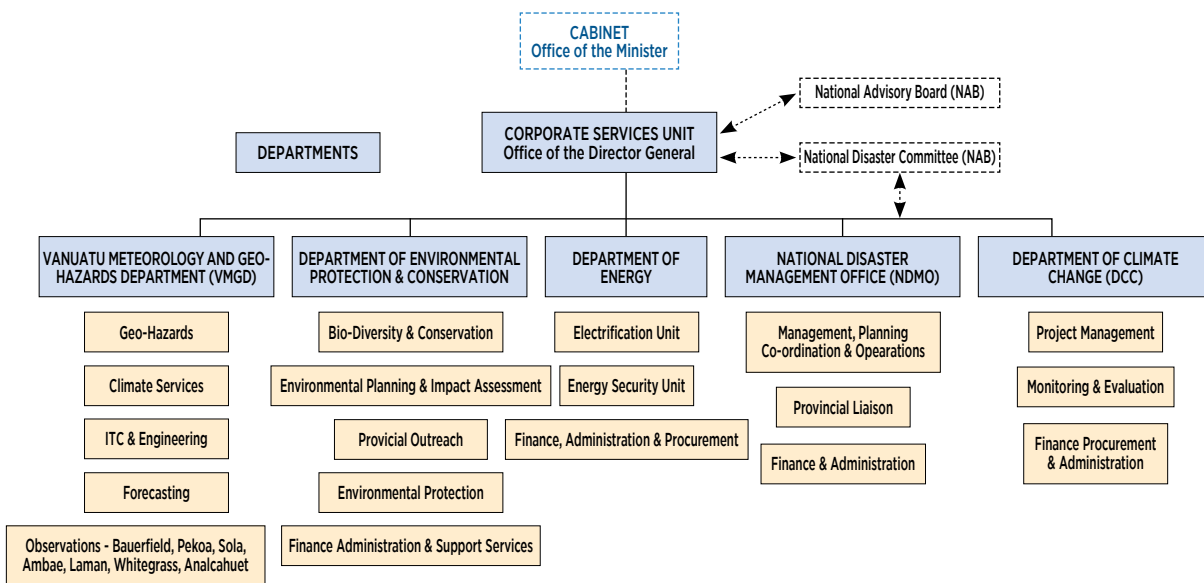 CABINET
Office of the Minister
National Advisory Board (NAB)
CORPORATE SERVICES UNIT
Office of the Director General
DEPARTMENTS
National Disaster Committee (NAB)
VANUATU METEOROLOGY AND GEO-
HAZARDS DEPARTMENT (VMGD)
DEPARTMENT OF ENVIRONMENTAL
PROTECTION & CONSERVATION
DEPARTMENT OF
ENERGY
NATIONAL DISASTER
MANAGEMENT OFFICE (NDMO)
DEPARTMENT OF CLIMATE
CHANGE (DCC)
Geo-Hazards
Climate Services
ITC & Engineering
Forecasting
Observations - Bauerfield, Pekoa, Sola,
Ambae, Laman, Whitegrass, Analcahuet
Bio-Diversity & Conservation
Environmental Planning & Impact Assessment
Provicial Outreach
Environmental Protection
Finance Administration & Support Services
Electrification Unit
Energy Security Unit
Finance, Administration & Procurement
Management, Planning
Co-ordination & Opearations
Provincial Liaison
Finance & Administration
Project Management
Monitoring & Evaluation
Finance Procurement
& Administration